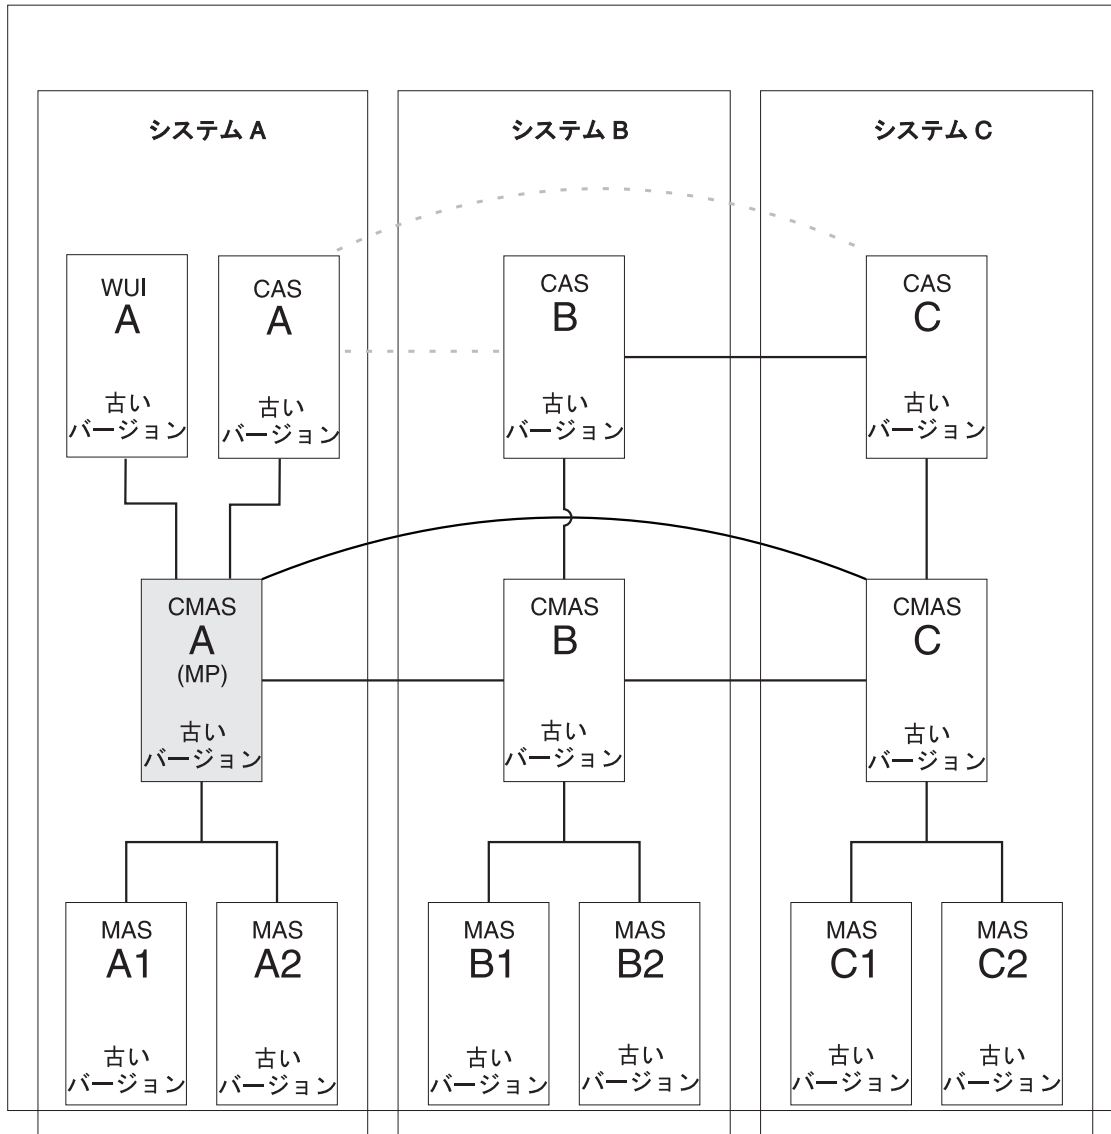 システム A
システム B
システム C
WUI
A
古い
バージョン
CAS
A
古い
バージョン
CAS
B
古い
バージョン
CAS
C
古い
バージョン
CMAS
A
(MP)
古い
バージョン
CMAS
B
古い
バージョン
CMAS
C
古い
バージョン
MAS
A1
古い
バージョン
MAS
A2
古い
バージョン
MAS
B1
古い
バージョン
MAS
B2
古い
バージョン
MAS
C1
古い
バージョン
MAS
C2
古い
バージョン